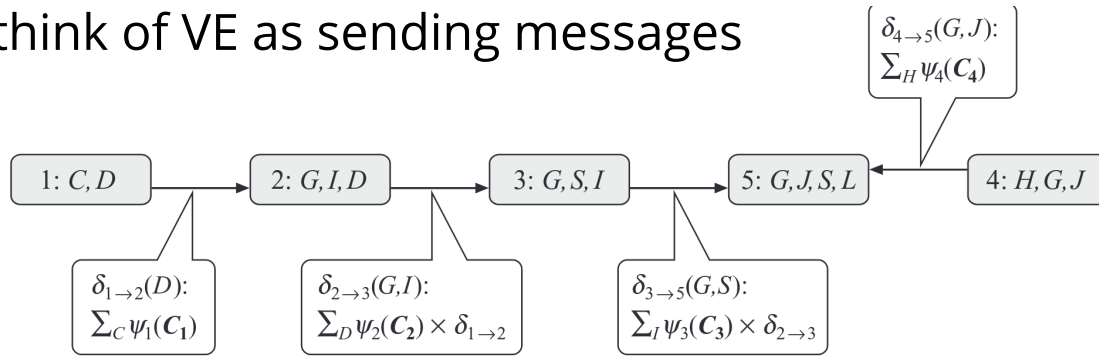 think of VE as sending messages
δ4→5(G,J):
∑H ψ4(C4)
1: C,D
2: G,I,D
3: G,S,I
5: G,J,S,L
4: H,G,J
δ1→2(D):
∑C ψ1(C1)
δ2→3(G,I):
∑D ψ2(C2) × δ1→2
δ3→5(G,S):
∑I ψ3(C3) × δ2→3